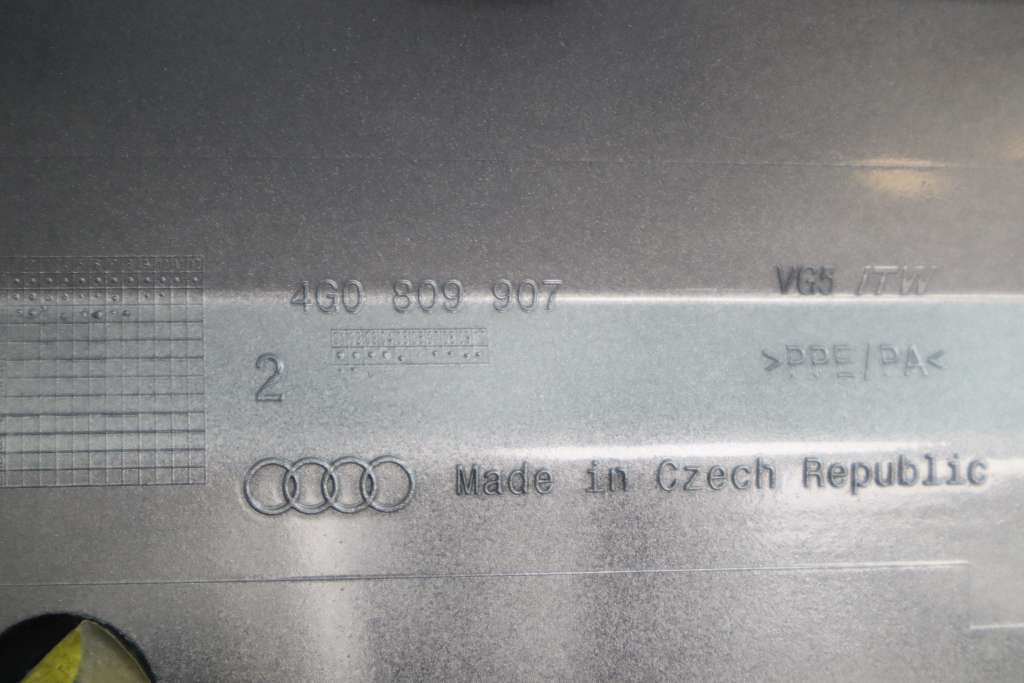 4G0 809 907
VG5 ITW
2
>PPE/PA<
Made in Czech Republic